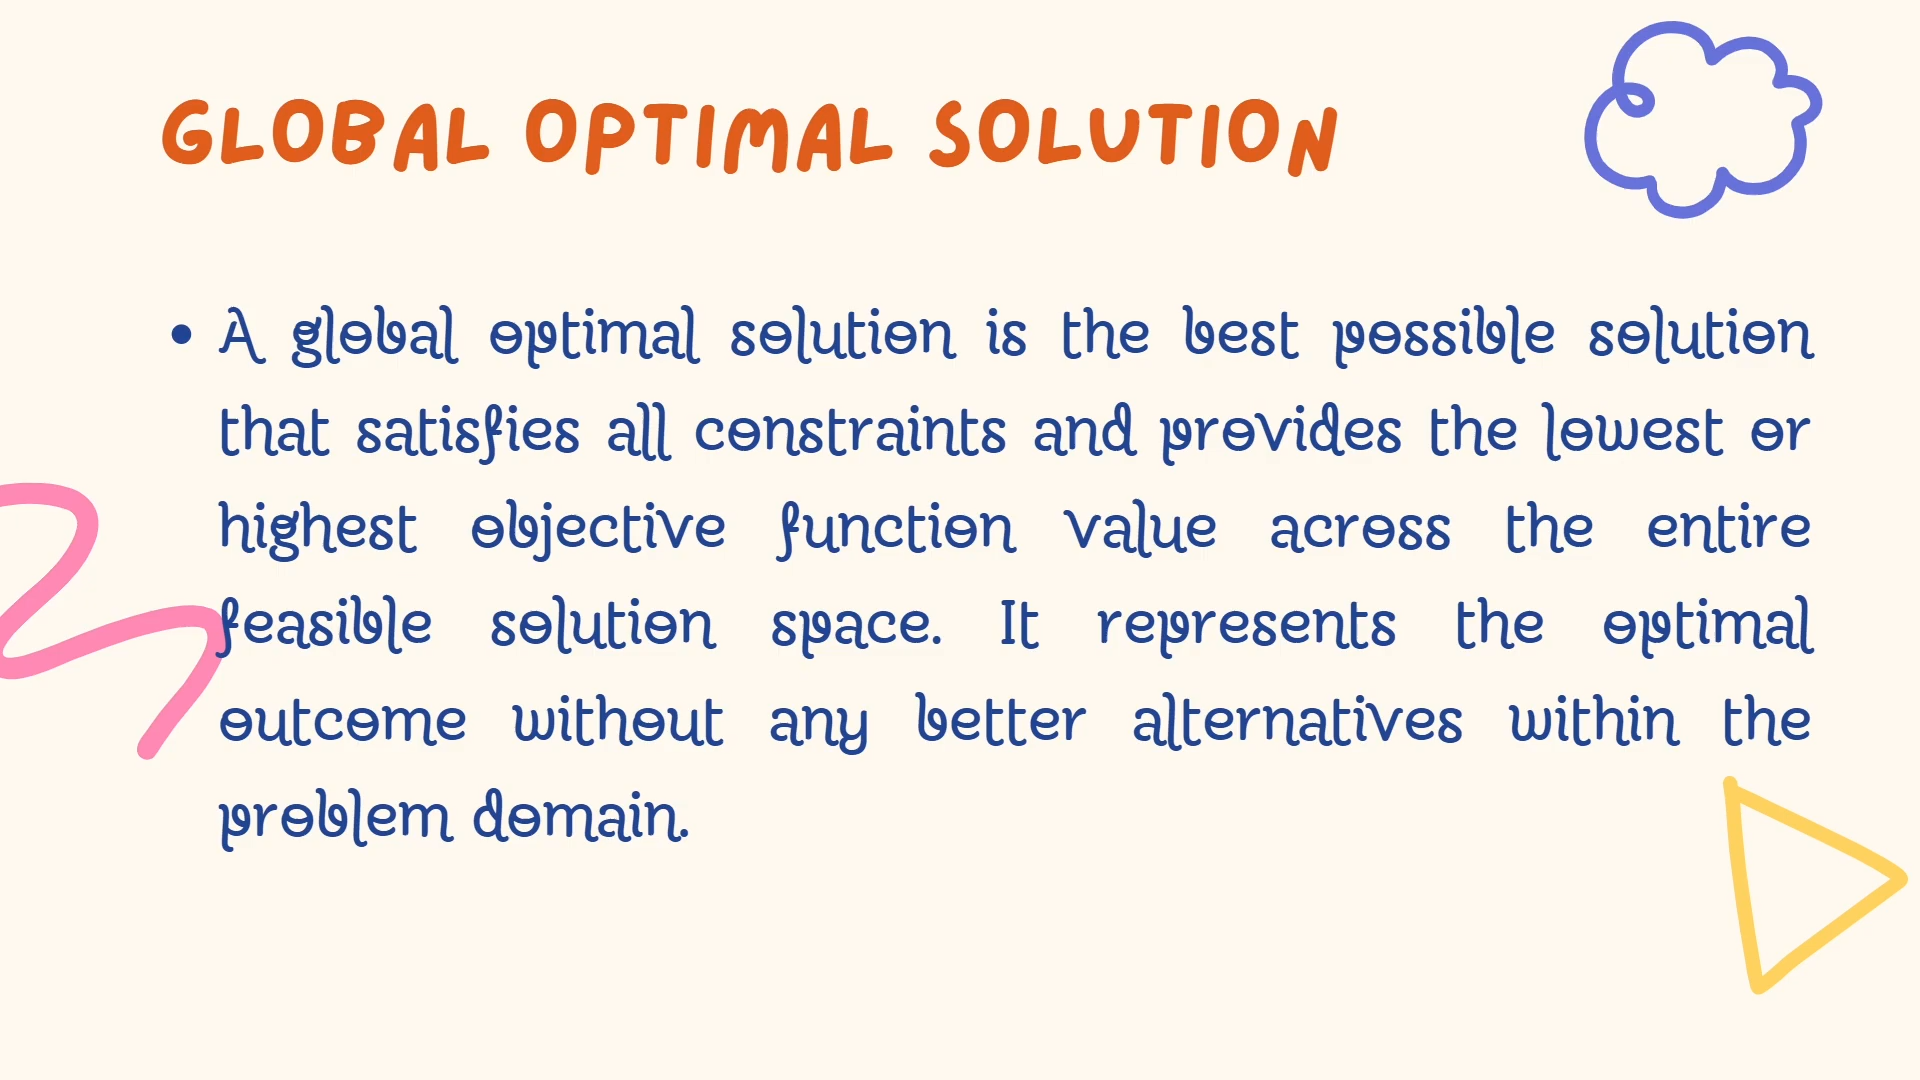 GLOBAL OPTIMAL SOLUTION
• A global optimal solution is the best possible solution
that satisfies all constraints and provides the lowest or
highest objective function value across the entire
feasible solution space. It represents the optimal
outcome without any better alternatives within the
problem domain.